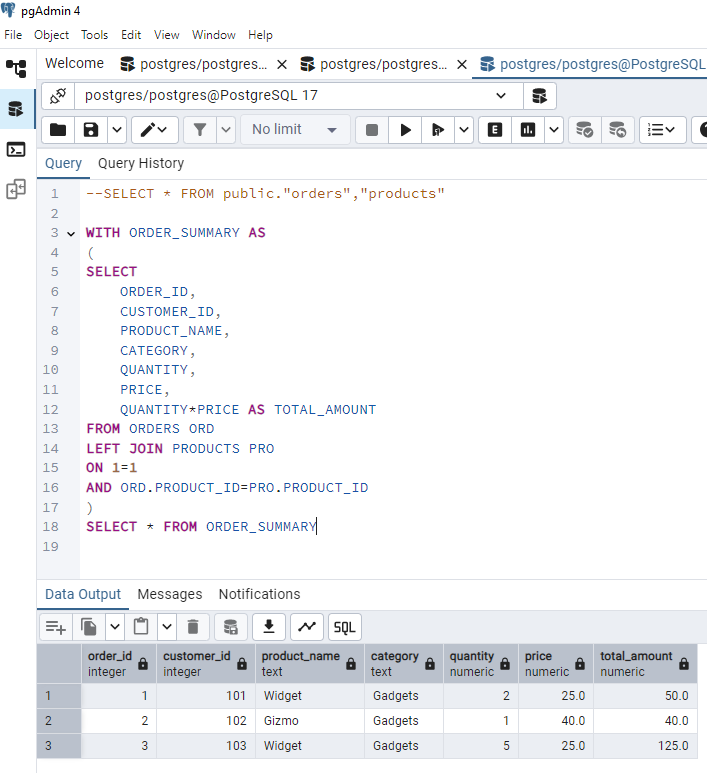 pgAdmin 4
File Object Tools Edit View Window Help
Welcome postgres/postgres... postgres/postgres... postgres/postgres@PostgreSQL
postgres/postgres@PostgreSQL 17
No limit E
Query Query History
1 --SELECT * FROM public."orders","products"
2
3 WITH ORDER_SUMMARY AS
4 (
5 SELECT
6 ORDER_ID,
7 CUSTOMER_ID,
8 PRODUCT_NAME,
9 CATEGORY,
10 QUANTITY,
11 PRICE,
12 QUANTITY*PRICE AS TOTAL_AMOUNT
13 FROM ORDERS ORD
14 LEFT JOIN PRODUCTS PRO
15 ON 1=1
16 AND ORD.PRODUCT_ID=PRO.PRODUCT_ID
17 )
18 SELECT * FROM ORDER_SUMMARY
19
Data Output Messages Notifications
SQL
order_id customer_id product_name category quantity price total_amount
integer integer text text numeric numeric numeric
1 1 101 Widget Gadgets 2 25.0 50.0
2 2 102 Gizmo Gadgets 1 40.0 40.0
3 3 103 Widget Gadgets 5 25.0 125.0